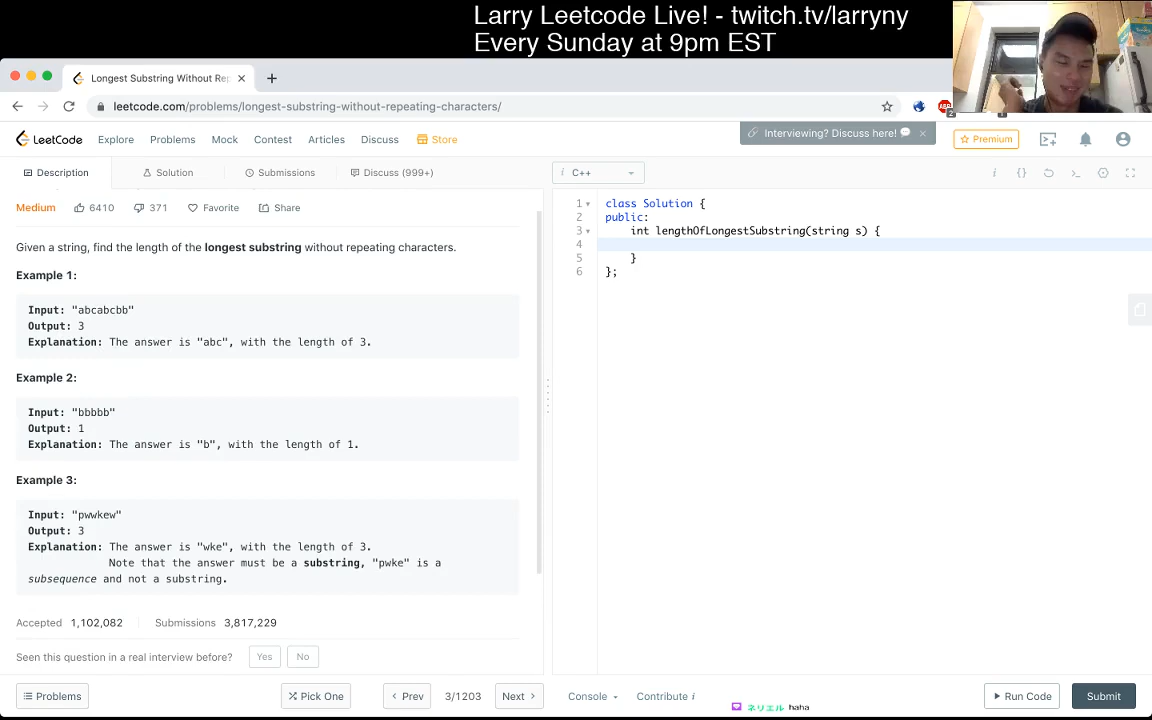 Larry Leetcode Live! - twitch.tv/larryny
Every Sunday at 9pm EST
Longest Substring Without Rep
leetcode.com/problems/longest-substring-without-repeating-characters/
2
LeetCode
Explore
Problems
Mock
Contest
Articles
Discuss
Store
Interviewing? Discuss here!
Premium
Description
Solution
Submissions
Discuss (999+)
C++
Medium
6410
371
Favorite
Share
Given a string, find the length of the longest substring without repeating characters.
Example 1:
Input: "abcabcbb"
Output: 3
Explanation: The answer is "abc", with the length of 3.
Example 2:
Input: "bbbbb"
Output: 1
Explanation: The answer is "b", with the length of 1.
Example 3:
Input: "pwwkew"
Output: 3
Explanation: The answer is "wke", with the length of 3.
Note that the answer must be a substring, "pwke" is a
subsequence and not a substring.
Accepted 1,102,082
Submissions 3,817,229
Seen this question in a real interview before?
Yes
No
1 class Solution {
2 public:
3 int lengthOfLongestSubstring(string s) {
4
5 }
6 };
Problems
Pick One
Prev
3/1203
Next
Console
Contribute i
Run Code
Submit
ネリエル haha